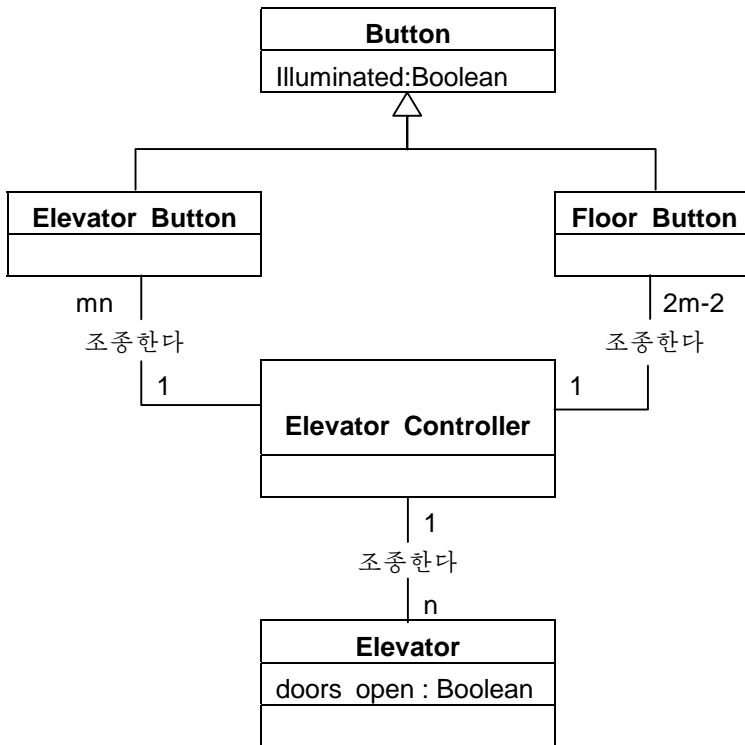 Button
Illuminated:Boolean
Elevator Button
Floor Button
mn
2m-2
조종한다
조종한다
1
1
Elevator Controller
1
조종한다
n
Elevator
doors open : Boolean